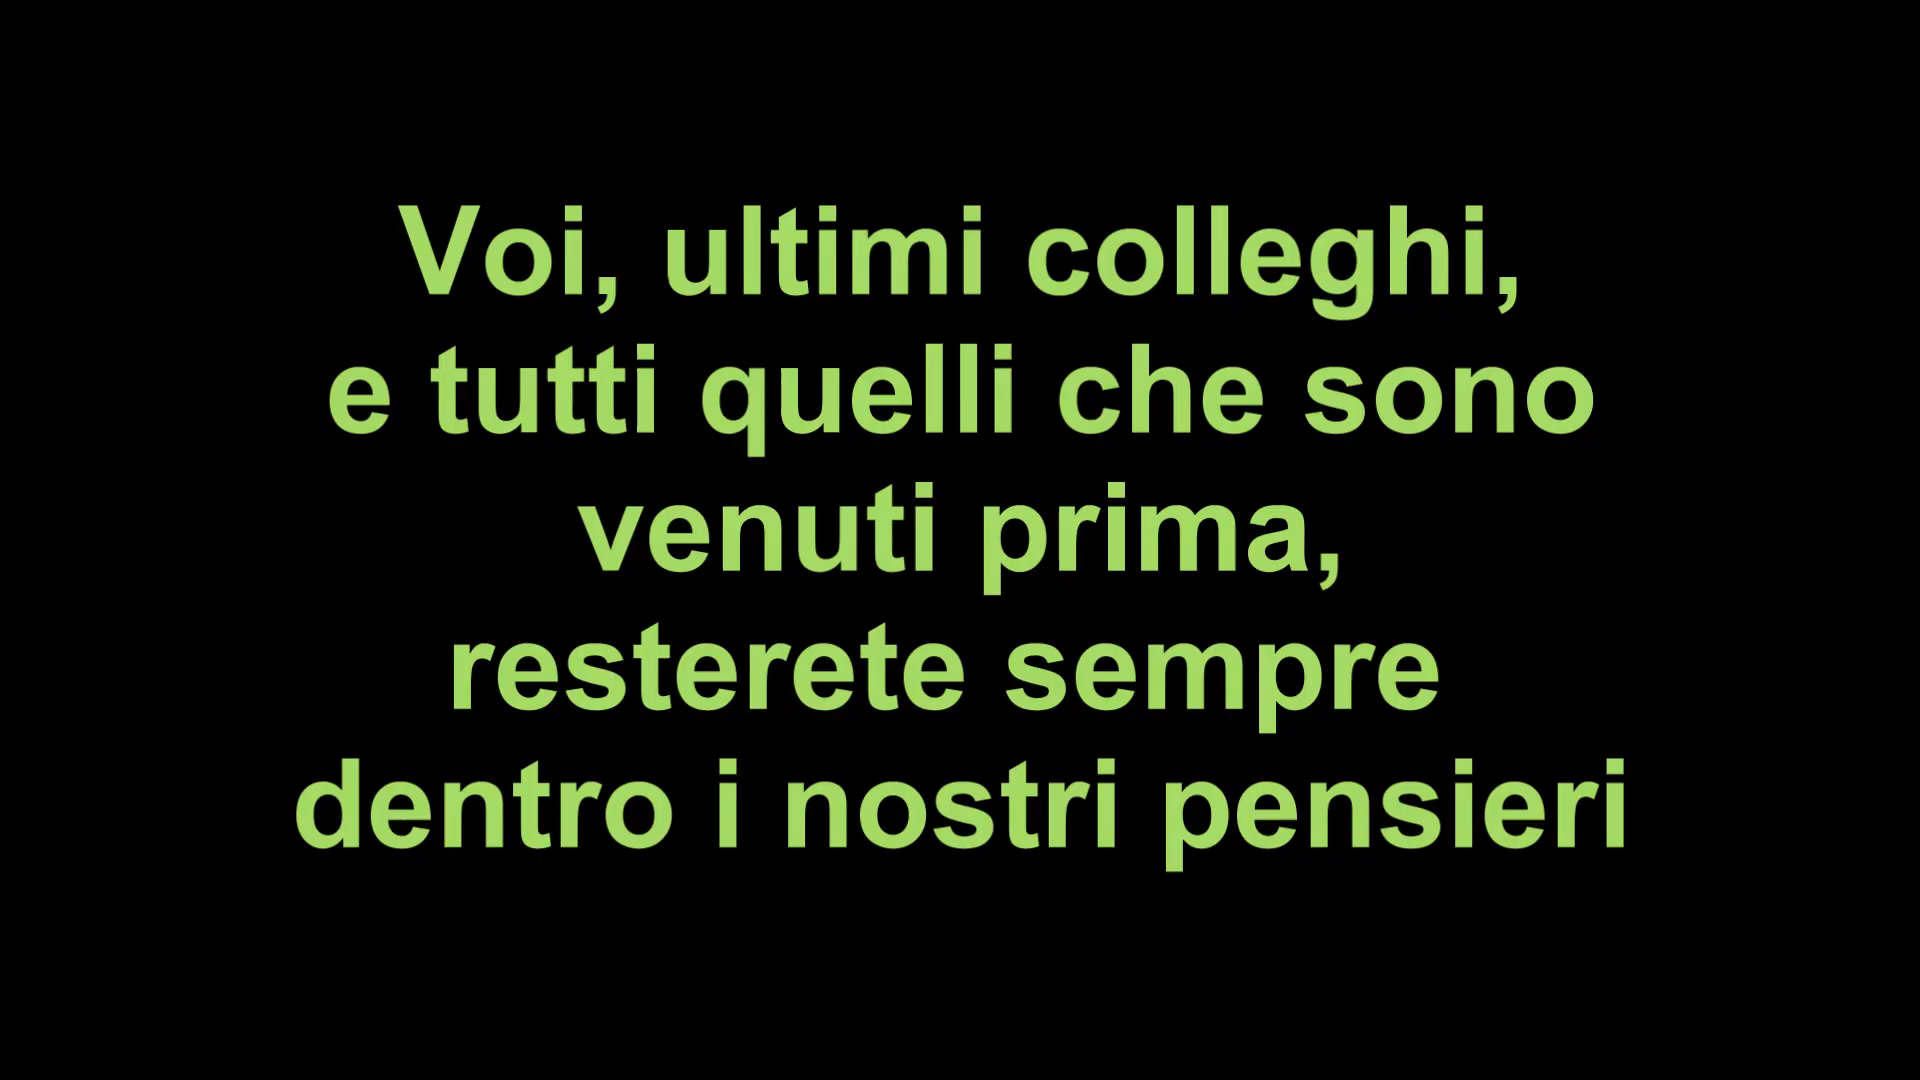 Voi, ultimi colleghi,
e tutti quelli che sono
venuti prima,
resterete sempre
dentro i nostri pensieri